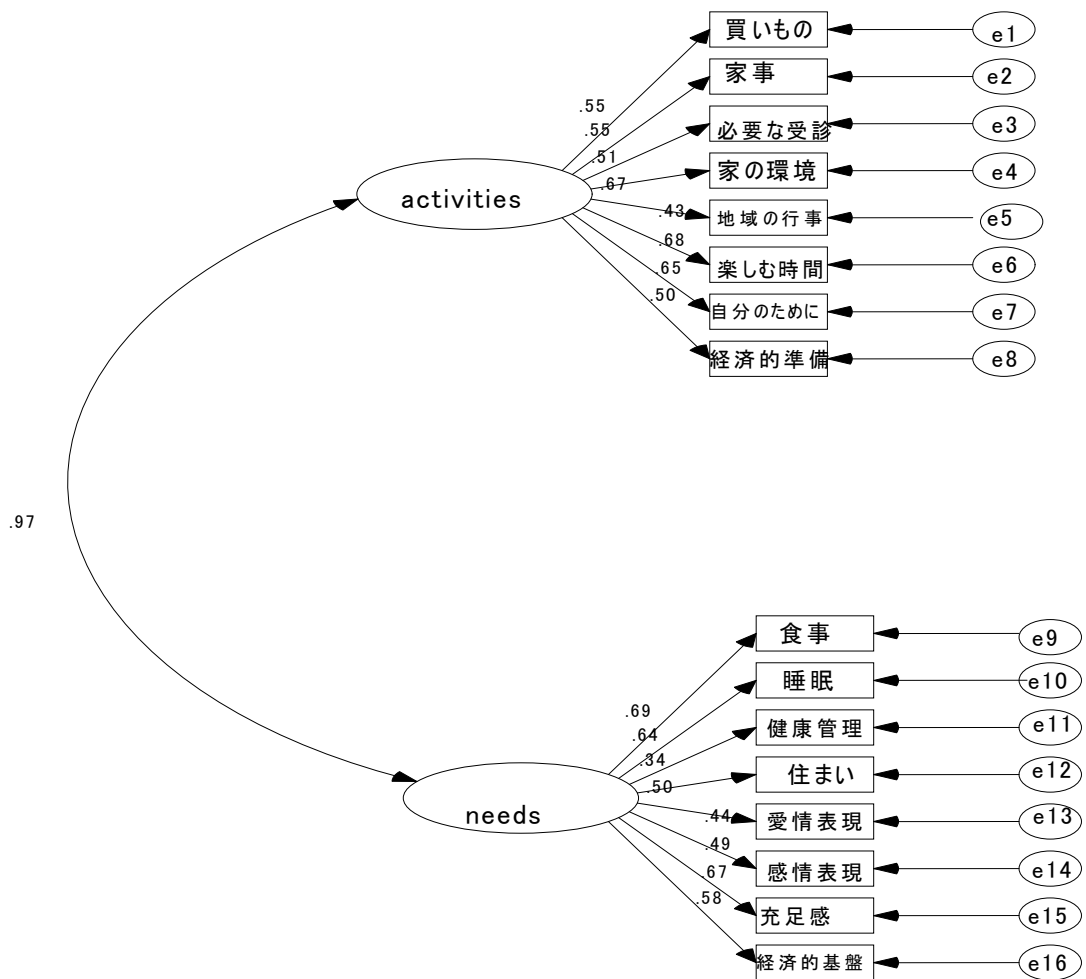 買いもの
e1
家事
e2
.55
.55
必要な受診
e3
.51
家の環境
e4
.67
activities
地域の行事
e5
.43
楽しむ時間
e6
.68
.65
自分のために
e7
.50
経済的準備
e8
.97
食事
e9
睡眠
e10
.69
健康管理
e11
.64
.34
住まい
e12
.50
needs
愛情表現
e13
.44
感情表現
e14
.49
.67
充足感
e15
.58
経済的基盤
e16